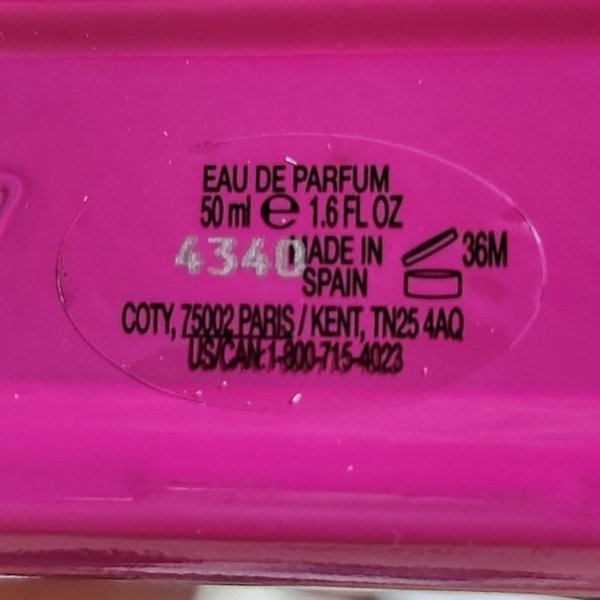 EAU DE PARFUM
50 ml e 1.6 FL OZ
4340
MADE IN
SPAIN
36M
COTY, 75002 PARIS / KENT, TN25 4AQ
US/CAN:1-800-715-4023